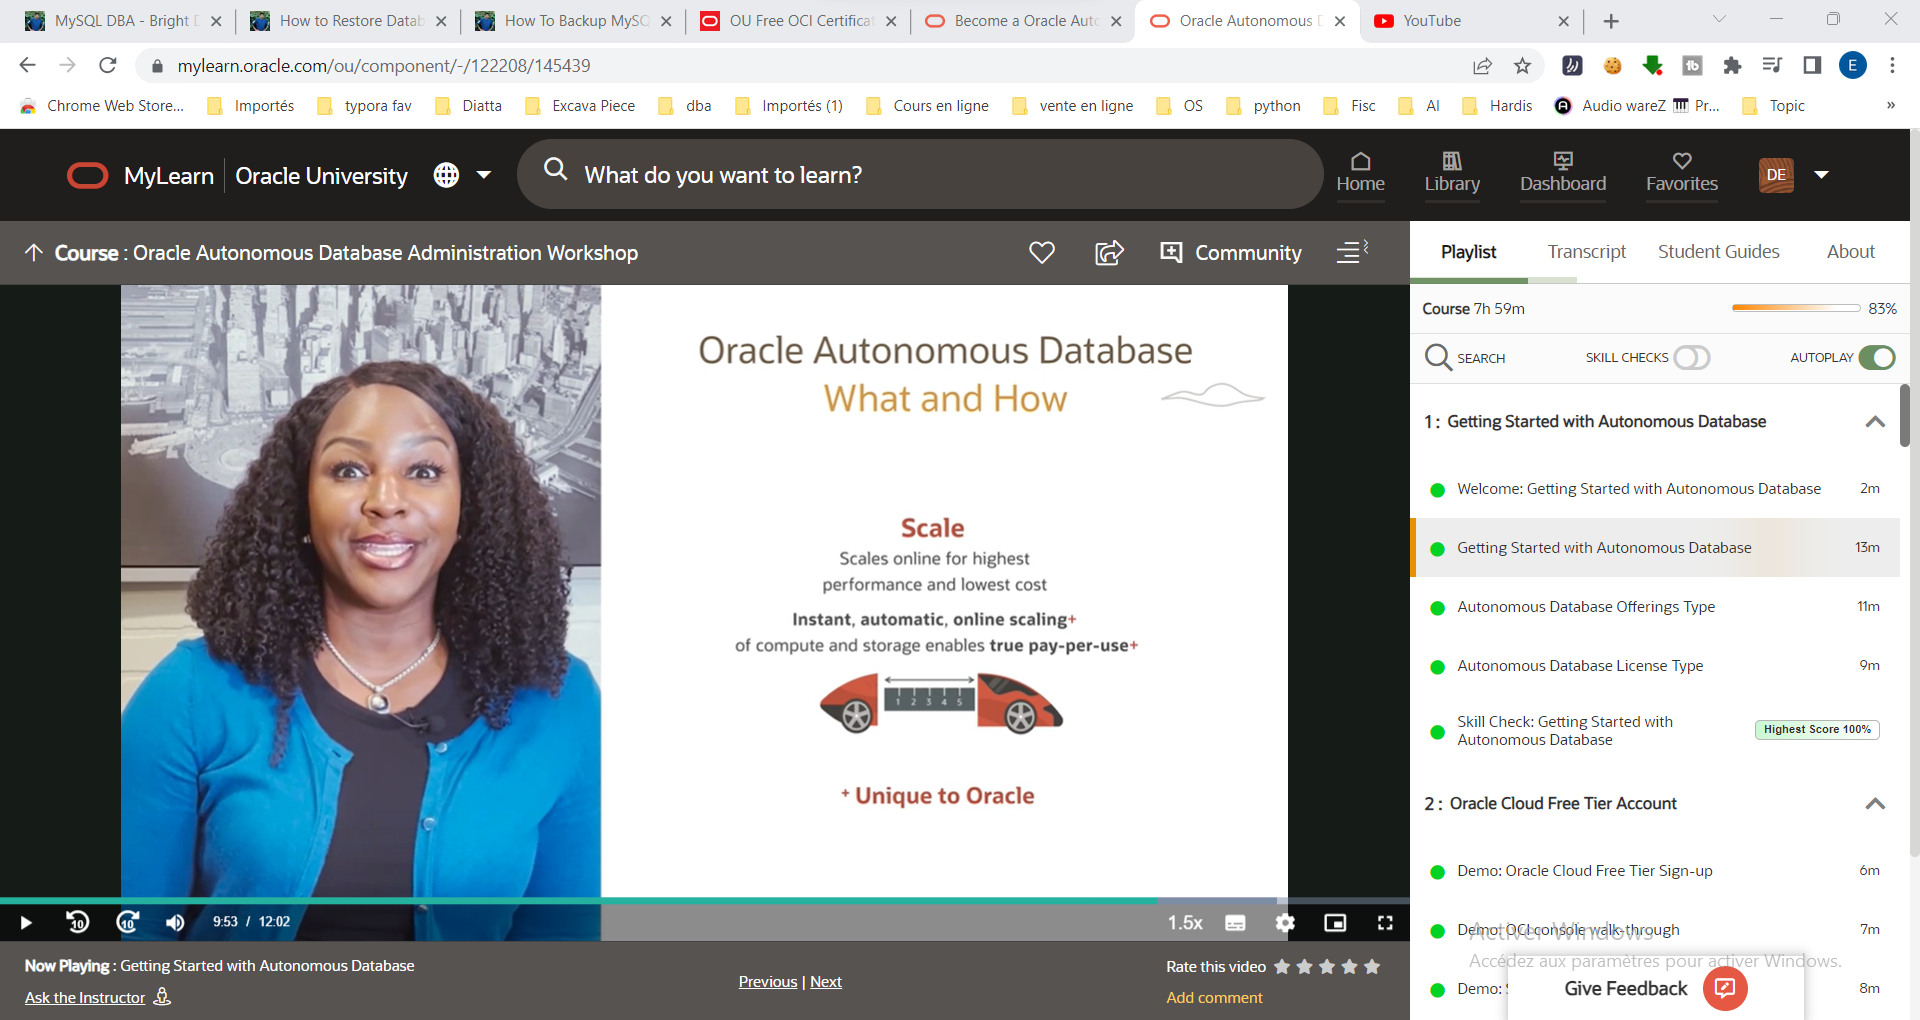 MySQL DBA - Bright D
How to Restore Datab
How To Backup MySQ
OU Free OCI Certificat
Become a Oracle Auto
Oracle Autonomous D
YouTube
mylearn.oracle.com/ou/component/-/122208/145439
E
Chrome Web Store...
Importés
typora fav
Diatta
Excava Piece
dba
Importés (1)
Cours en ligne
vente en ligne
OS
python
Fisc
AI
Hardis
Audio wareZ
Pr...
Topic
»
MyLearn
Oracle University
What do you want to learn?
Home
Library
Dashboard
Favorites
DE
Course : Oracle Autonomous Database Administration Workshop
Community
Playlist
Transcript
Student Guides
About
Course 7h 59m
83%
SEARCH
SKILL CHECKS
AUTOPLAY
Oracle Autonomous Database
What and How
Scale
Scales online for highest
performance and lowest cost
Instant, automatic, online scaling+
of compute and storage enables true pay-per-use+
1 2 3 4 5
+ Unique to Oracle
10
10
9:53 / 12:02
1.5x
Now Playing : Getting Started with Autonomous Database
Ask the Instructor
Previous | Next
Rate this video
Add comment
1 : Getting Started with Autonomous Database
Welcome: Getting Started with Autonomous Database 2m
Getting Started with Autonomous Database 13m
Autonomous Database Offerings Type 11m
Autonomous Database License Type 9m
Skill Check: Getting Started with
Autonomous Database
Highest Score 100%
2 : Oracle Cloud Free Tier Account
Demo: Oracle Cloud Free Tier Sign-up 6m
Demo: OCI console walk-through 7m
Activer Windows
Accédez aux paramètres pour activer Windows.
Demo: 8m
Give Feedback